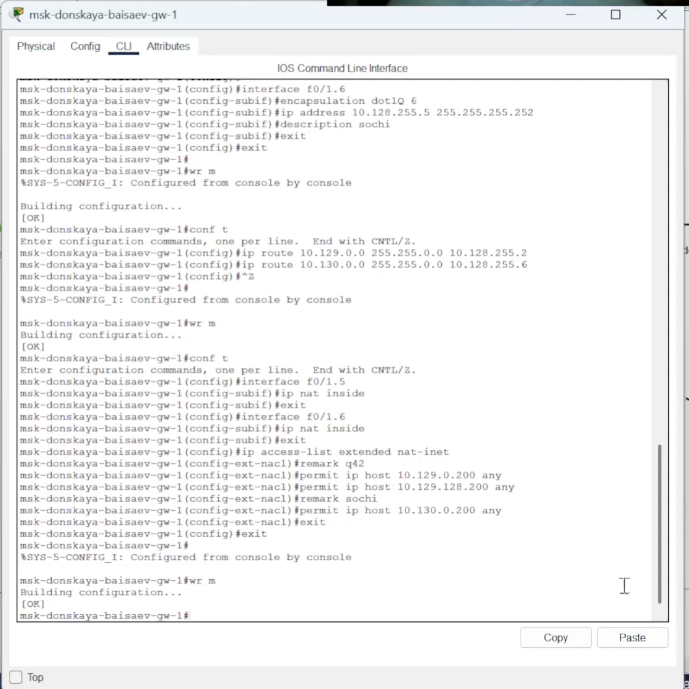 msk-donskaya-baisaev-gw-1
Physical Config CLI Attributes
IOS Command Line Interface
msk-donskaya-baisaev-gw-1(config)#interface f0/1.6
msk-donskaya-baisaev-gw-1(config-subif)#encapsulation dot1Q 6
msk-donskaya-baisaev-gw-1(config-subif)#ip address 10.128.255.5 255.255.255.252
msk-donskaya-baisaev-gw-1(config-subif)#description sochi
msk-donskaya-baisaev-gw-1(config-subif)#exit
msk-donskaya-baisaev-gw-1(config)#exit
msk-donskaya-baisaev-gw-1#
msk-donskaya-baisaev-gw-1#wr m
%SYS-5-CONFIG_I: Configured from console by console
Building configuration...
[OK]
msk-donskaya-baisaev-gw-1#conf t
Enter configuration commands, one per line.  End with CNTL/Z.
msk-donskaya-baisaev-gw-1(config)#ip route 10.129.0.0 255.255.0.0 10.128.255.2
msk-donskaya-baisaev-gw-1(config)#ip route 10.130.0.0 255.255.0.0 10.128.255.6
msk-donskaya-baisaev-gw-1(config)#^Z
msk-donskaya-baisaev-gw-1#
%SYS-5-CONFIG_I: Configured from console by console
msk-donskaya-baisaev-gw-1#wr m
Building configuration...
[OK]
msk-donskaya-baisaev-gw-1#conf t
Enter configuration commands, one per line.  End with CNTL/Z.
msk-donskaya-baisaev-gw-1(config)#interface f0/1.5
msk-donskaya-baisaev-gw-1(config-subif)#ip nat inside
msk-donskaya-baisaev-gw-1(config-subif)#exit
msk-donskaya-baisaev-gw-1(config)#interface f0/1.6
msk-donskaya-baisaev-gw-1(config-subif)#ip nat inside
msk-donskaya-baisaev-gw-1(config-subif)#exit
msk-donskaya-baisaev-gw-1(config)#ip access-list extended nat-inet
msk-donskaya-baisaev-gw-1(config-ext-nacl)#remark q42
msk-donskaya-baisaev-gw-1(config-ext-nacl)#permit ip host 10.129.0.200 any
msk-donskaya-baisaev-gw-1(config-ext-nacl)#permit ip host 10.129.128.200 any
msk-donskaya-baisaev-gw-1(config-ext-nacl)#remark sochi
msk-donskaya-baisaev-gw-1(config-ext-nacl)#permit ip host 10.130.0.200 any
msk-donskaya-baisaev-gw-1(config-ext-nacl)#exit
msk-donskaya-baisaev-gw-1(config)#exit
msk-donskaya-baisaev-gw-1#
%SYS-5-CONFIG_I: Configured from console by console
msk-donskaya-baisaev-gw-1#wr m
Building configuration...
[OK]
msk-donskaya-baisaev-gw-1#
Copy Paste
Top